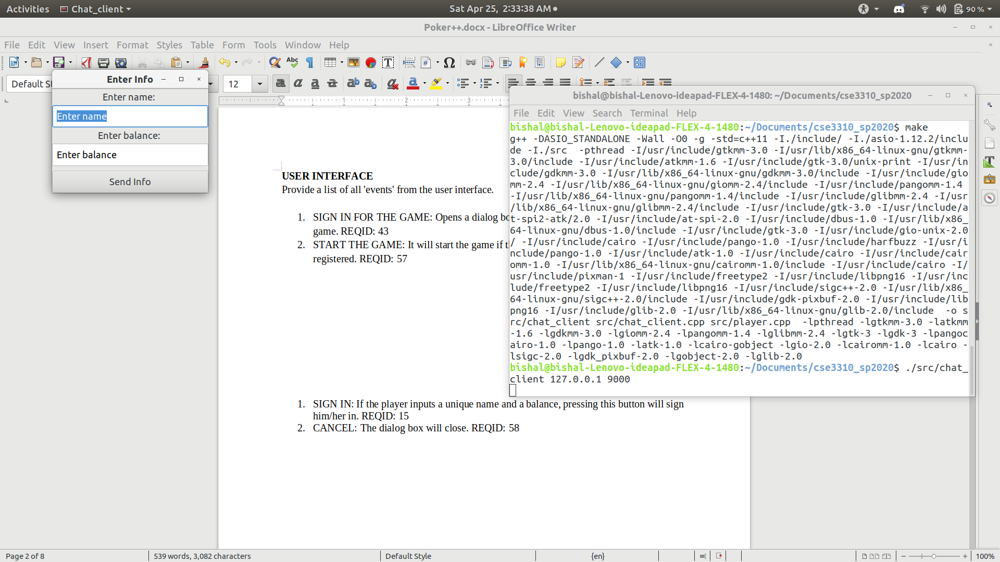 Activities
Chat_client
Sat Apr 25, 2:33:38 AM
90 %
Poker++.docx - LibreOffice Writer
File Edit View Insert Format Styles Table Form Tools Window Help
Default St
12
Enter Info
Enter name:
Enter name
Enter balance:
Enter balance
Send Info
1 2 3
USER INTERFACE
Provide a list of all 'events' from the user interface.
1. SIGN IN FOR THE GAME: Opens a dialog bo
game. REQID: 43
2. START THE GAME: It will start the game if th
registered. REQID: 57
1. SIGN IN: If the player inputs a unique name and a balance, pressing this button will sign
him/her in. REQID: 15
2. CANCEL: The dialog box will close. REQID: 58
bishal@bishal-Lenovo-ideapad-FLEX-4-1480: ~/Documents/cse3310_sp2020
File Edit View Search Terminal Help
bishal@bishal-Lenovo-ideapad-FLEX-4-1480:~/Documents/cse3310_sp2020$ make
g++ -DASIO_STANDALONE -Wall -O0 -g -std=c++11 -I./include/ -I./asio-1.12.2/inclu
de -I./src  -pthread -I/usr/include/gtkmm-3.0 -I/usr/lib/x86_64-linux-gnu/gtkmm-
3.0/include -I/usr/include/atkmm-1.6 -I/usr/include/gtk-3.0/unix-print -I/usr/in
clude/gdkmm-3.0 -I/usr/lib/x86_64-linux-gnu/gdkmm-3.0/include -I/usr/include/gio
mm-2.4 -I/usr/lib/x86_64-linux-gnu/giomm-2.4/include -I/usr/include/pangomm-1.4
-I/usr/lib/x86_64-linux-gnu/pangomm-1.4/include -I/usr/include/glibmm-2.4 -I/usr
/lib/x86_64-linux-gnu/glibmm-2.4/include -I/usr/include/gtk-3.0 -I/usr/include/a
t-spi2-atk/2.0 -I/usr/include/at-spi-2.0 -I/usr/include/dbus-1.0 -I/usr/lib/x86_
64-linux-gnu/dbus-1.0/include -I/usr/include/gtk-3.0 -I/usr/include/gio-unix-2.0
/ -I/usr/include/cairo -I/usr/include/pango-1.0 -I/usr/include/harfbuzz -I/usr/i
nclude/pango-1.0 -I/usr/include/atk-1.0 -I/usr/include/cairo -I/usr/include/cair
omm-1.0 -I/usr/lib/x86_64-linux-gnu/cairomm-1.0/include -I/usr/include/cairo -I/
usr/include/pixman-1 -I/usr/include/freetype2 -I/usr/include/libpng16 -I/usr/inc
lude/freetype2 -I/usr/include/libpng16 -I/usr/include/sigc++-2.0 -I/usr/lib/x86_
64-linux-gnu/sigc++-2.0/include -I/usr/include/gdk-pixbuf-2.0 -I/usr/include/lib
png16 -I/usr/include/glib-2.0 -I/usr/lib/x86_64-linux-gnu/glib-2.0/include  -o s
rc/chat_client src/chat_client.cpp src/player.cpp  -lpthread -lgtkmm-3.0 -latkmm
-1.6 -lgdkmm-3.0 -lgiomm-2.4 -lpangomm-1.4 -lglibmm-2.4 -lgtk-3 -lgdk-3 -lpangoc
airo-1.0 -lpango-1.0 -latk-1.0 -lcairo-gobject -lgio-2.0 -lcairomm-1.0 -lcairo -
lsigc-2.0 -lgdk_pixbuf-2.0 -lgobject-2.0 -lglib-2.0
bishal@bishal-Lenovo-ideapad-FLEX-4-1480:~/Documents/cse3310_sp2020$ ./src/chat_
client 127.0.0.1 9000
Page 2 of 8
539 words, 3,082 characters
Default Style
{en}
100%